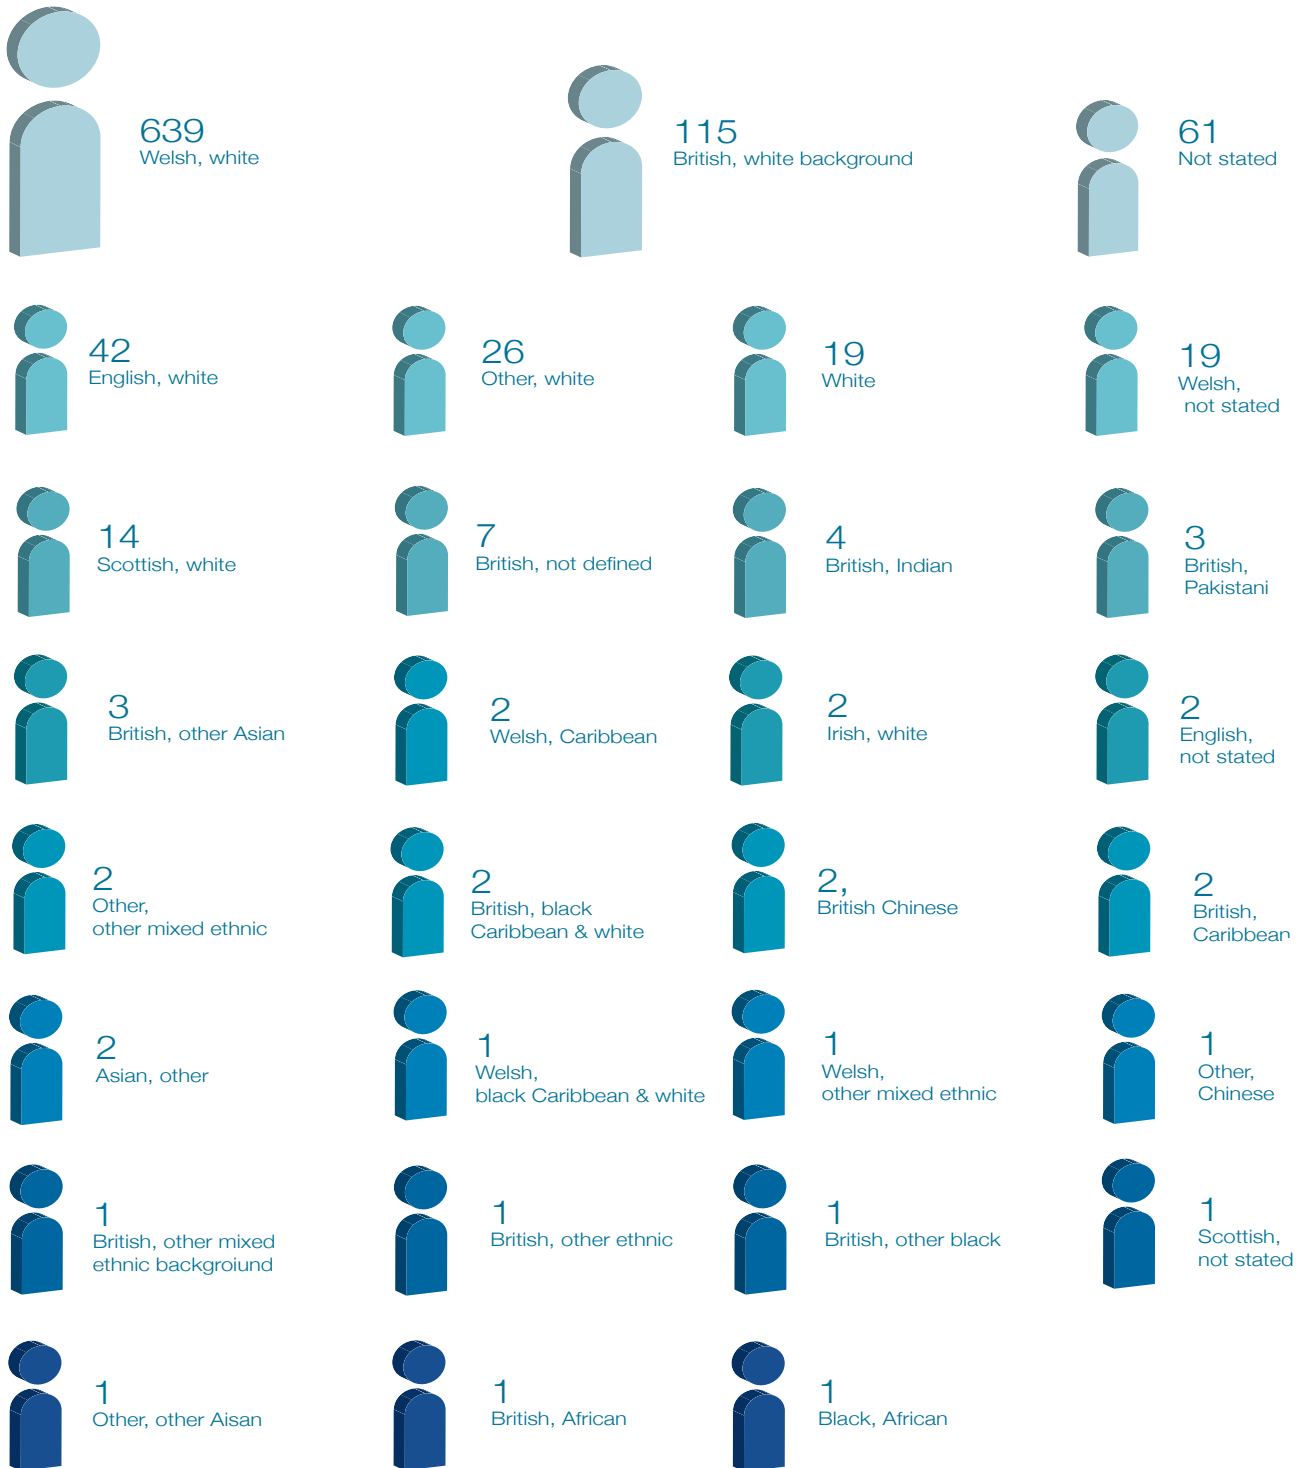 639
Welsh, white
115
British, white background
61
Not stated
42
English, white
26
Other, white
19
White
19
Welsh,
not stated
14
Scottish, white
7
British, not defined
4
British, Indian
3
British,
Pakistani
3
British, other Asian
2
Welsh, Caribbean
2
Irish, white
2
English,
not stated
2
Other,
other mixed ethnic
2
British, black
Caribbean & white
2,
British Chinese
2
British,
Caribbean
2
Asian, other
1
Welsh,
black Caribbean & white
1
Welsh,
other mixed ethnic
1
Other,
Chinese
1
British, other mixed
ethnic backgroiund
1
British, other ethnic
1
British, other black
1
Scottish,
not stated
1
Other, other Aisan
1
British, African
1
Black, African